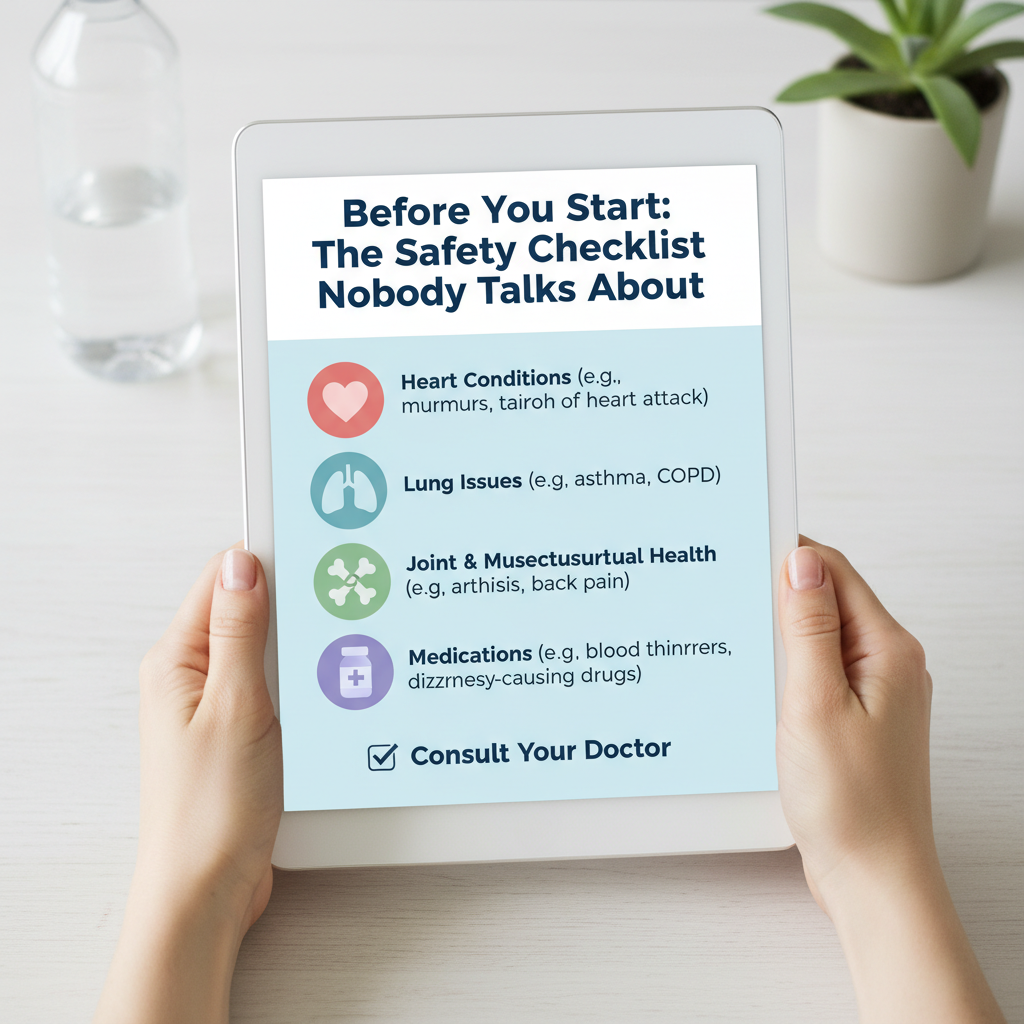 Before You Start:
The Safety Checklist
Nobody Talks About
Heart Conditions (e.g.,
murmurs, tairoh of heart attack)
Lung Issues (e.g, asthma, COPD)
Joint & Musectusurtual Health
(e.g, arthisis, back pain)
Medications (e.g, blood thinrrers,
dizzrnesy-causing drugs)
Consult Your Doctor